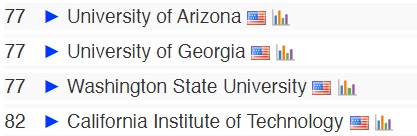 77 ► University of Arizona
77 ► University of Georgia
77 ► Washington State University
82 ► California Institute of Technology